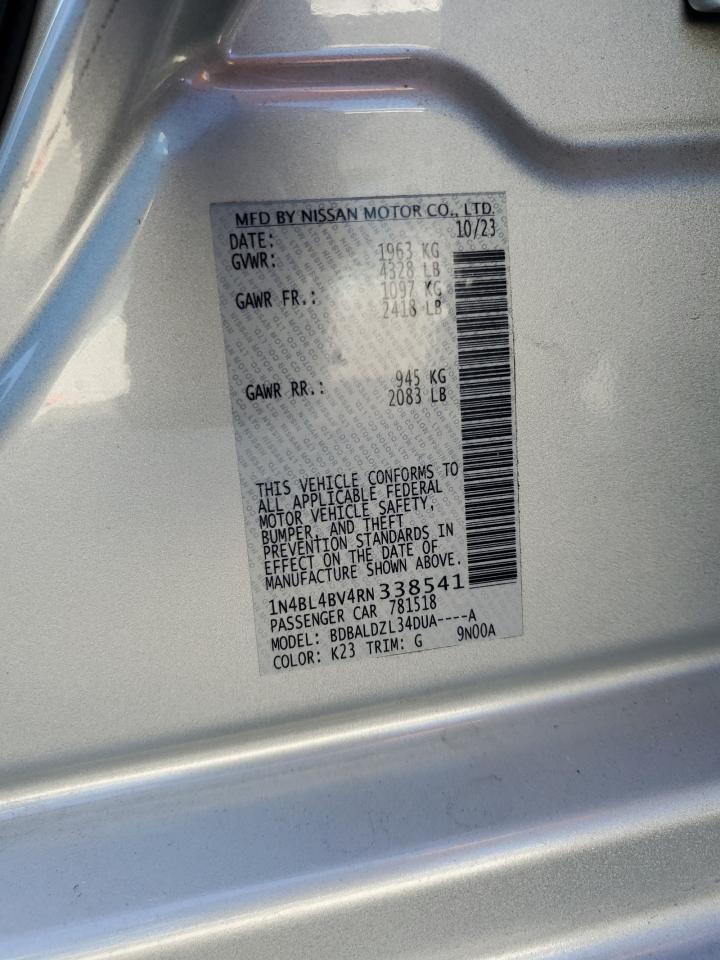 MFD BY NISSAN MOTOR CO., LTD.
DATE: 10/23
GVWR: 1963 KG
4328 LB
GAWR FR.: 1097 KG
2418 LB
GAWR RR.: 945 KG
2083 LB
THIS VEHICLE CONFORMS TO
ALL APPLICABLE FEDERAL
MOTOR VEHICLE SAFETY,
BUMPER, AND THEFT
PREVENTION STANDARDS IN
EFFECT ON THE DATE OF
MANUFACTURE SHOWN ABOVE.
1N4BL4BV4RN338541
PASSENGER CAR 781518
MODEL: BDBALDZL34DUA----A
COLOR: K23 TRIM: G 9N00A